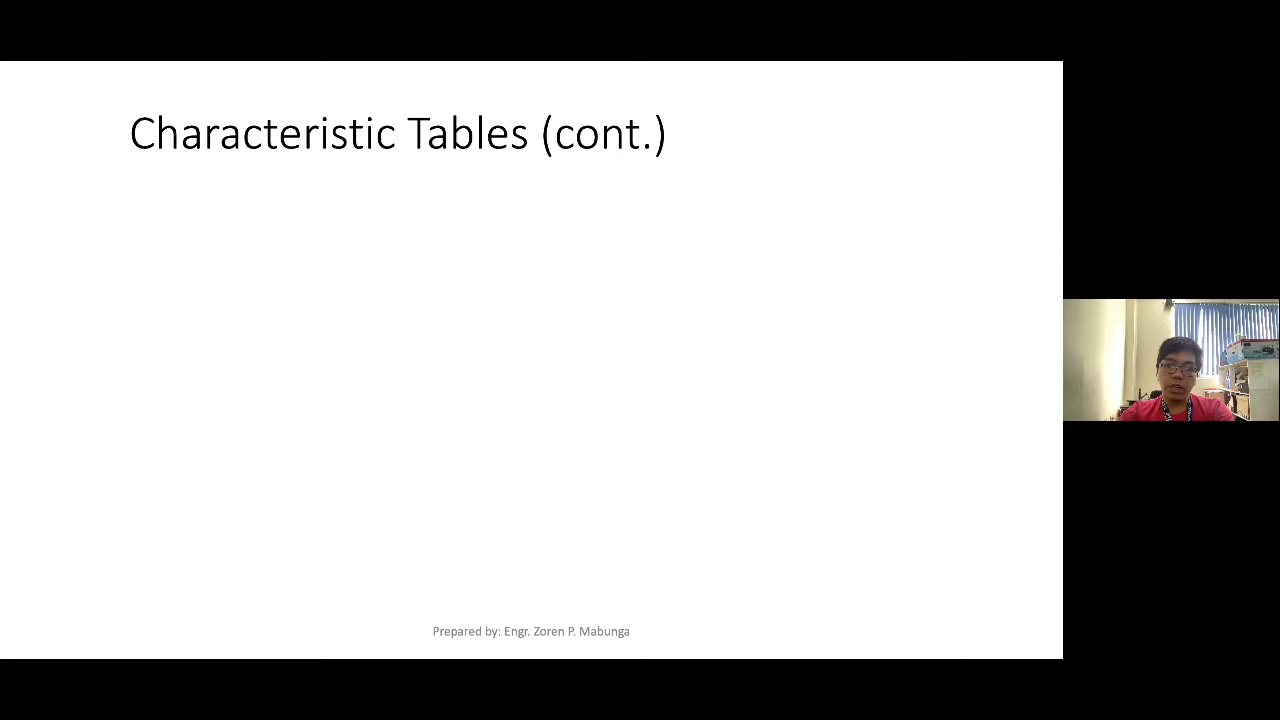 Characteristic Tables (cont.)
Prepared by: Engr. Zoren P. Mabunga